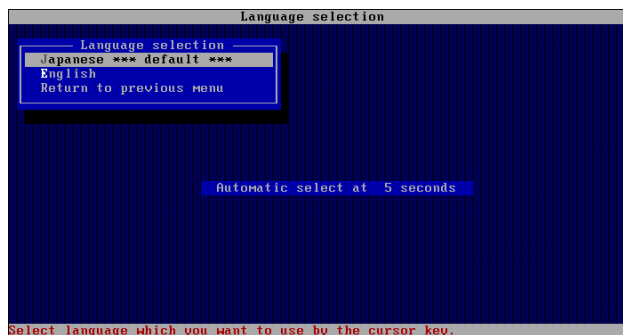 Language selection
Language selection
Japanese *** default ***
English
Return to previous menu
Automatic select at 5 seconds
Select language which you want to use by the cursor key.